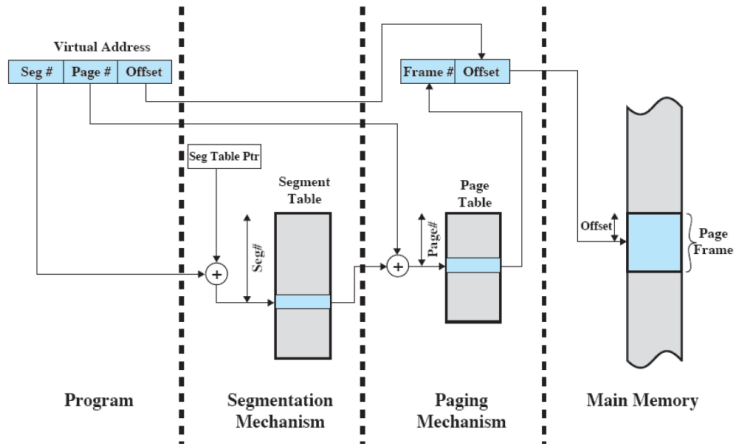 Virtual Address
Seg # Page # Offset
Frame # Offset
Seg Table Ptr
Segment
Table
Seg#
+
Page
Table
Page#
+
Offset
Page
Frame
Program
Segmentation
Mechanism
Paging
Mechanism
Main Memory